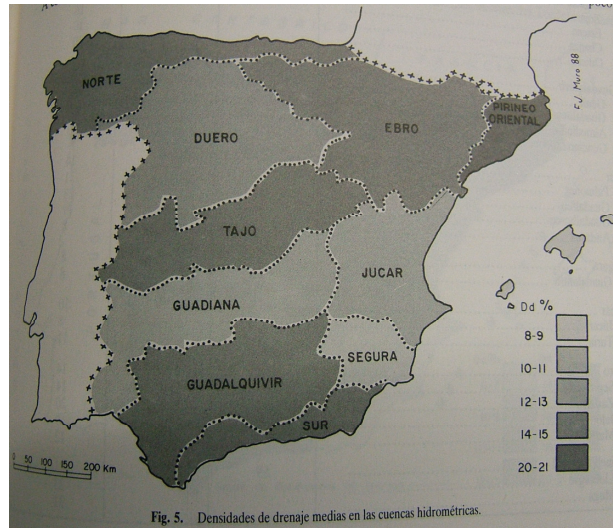 NORTE
DUERO
EBRO
PIRINEO
ORIENTAL
F.J. Muro 88
TAJO
JUCAR
GUADIANA
SEGURA
GUADALQUIVIR
SUR
Dd %
8-9
10-11
12-13
14-15
20-21
50 100 150 200 Km
Fig. 5. Densidades de drenaje medias en las cuencas hidrométricas.